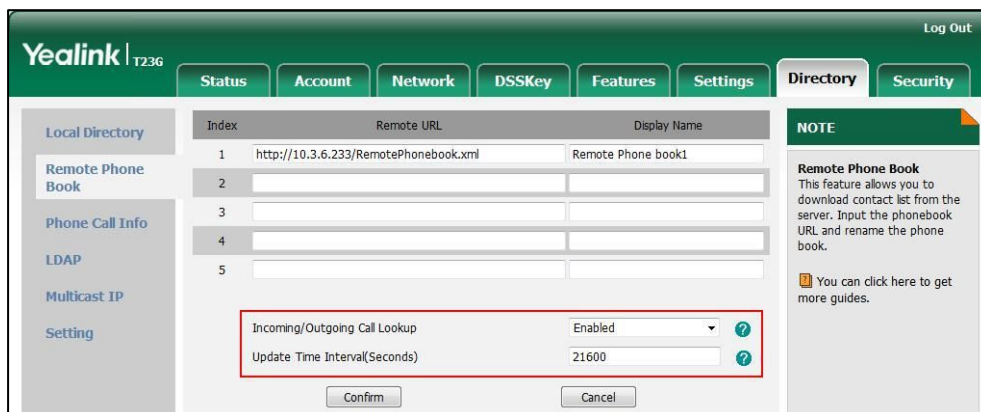 Log Out
Yealink T23G
Status Account Network DSSKey Features Settings Directory Security
Local Directory
Remote Phone
Book
Phone Call Info
LDAP
Multicast IP
Setting
Index Remote URL Display Name
1 http://10.3.6.233/RemotePhonebook.xml Remote Phone book1
2
3
4
5
Incoming/Outgoing Call Lookup Enabled ?
Update Time Interval(Seconds) 21600 ?
Confirm Cancel
NOTE
Remote Phone Book
This feature allows you to
download contact list from the
server. Input the phonebook
URL and rename the phone
book.
? You can click here to get
more guides.